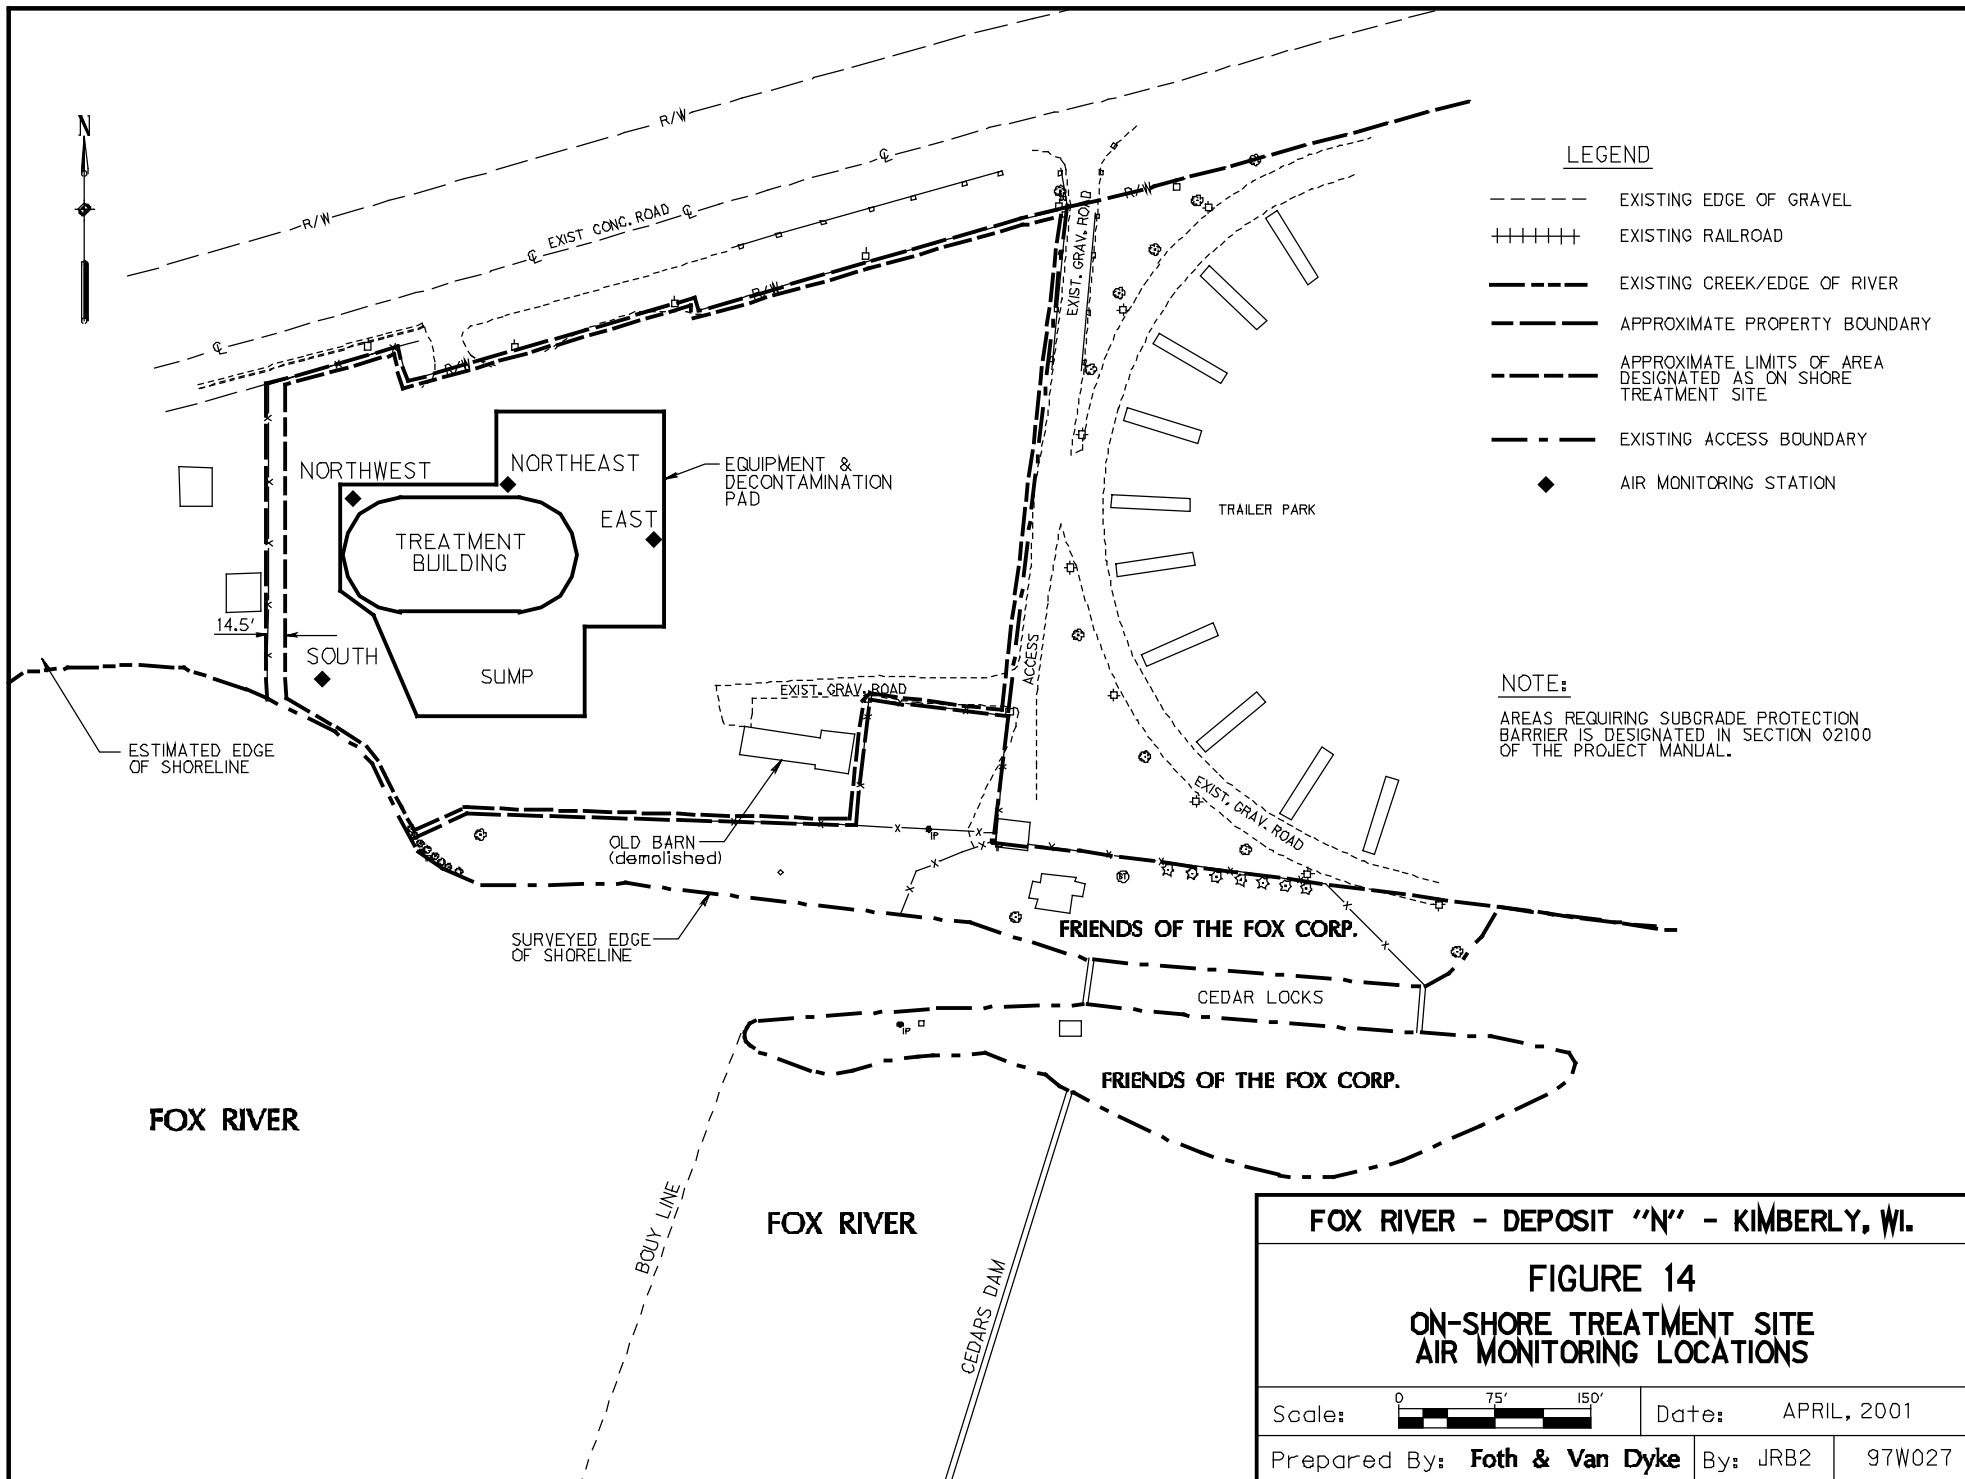 N
R/W
R/W
EXIST CONC. ROAD
R/W
R/W
R/W
EXIST. GRAV. ROAD
LEGEND
EXISTING EDGE OF GRAVEL
EXISTING RAILROAD
EXISTING CREEK/EDGE OF RIVER
APPROXIMATE PROPERTY BOUNDARY
APPROXIMATE LIMITS OF AREA
DESIGNATED AS ON SHORE
TREATMENT SITE
EXISTING ACCESS BOUNDARY
AIR MONITORING STATION
NORTHWEST
NORTHEAST
EAST
EQUIPMENT &
DECONTAMINATION
PAD
TREATMENT
BUILDING
TRAILER PARK
14.5'
SOUTH
SUMP
ACCESS
EXIST. GRAV. ROAD
NOTE:
AREAS REQUIRING SUBGRADE PROTECTION
BARRIER IS DESIGNATED IN SECTION 02100
OF THE PROJECT MANUAL.
ESTIMATED EDGE
OF SHORELINE
EXIST. GRAV. ROAD
OLD BARN
(demolished)
IP
ST
SURVEYED EDGE
OF SHORELINE
FRIENDS OF THE FOX CORP.
CEDAR LOCKS
IP
FRIENDS OF THE FOX CORP.
FOX RIVER
FOX RIVER
BOUY LINE
CEDARS DAM
FOX RIVER - DEPOSIT "N" - KIMBERLY, WI.
FIGURE 14
ON-SHORE TREATMENT SITE
AIR MONITORING LOCATIONS
Scale: 0 75' 150'
Date: APRIL, 2001
Prepared By: Foth & Van Dyke
By: JRB2
97W027